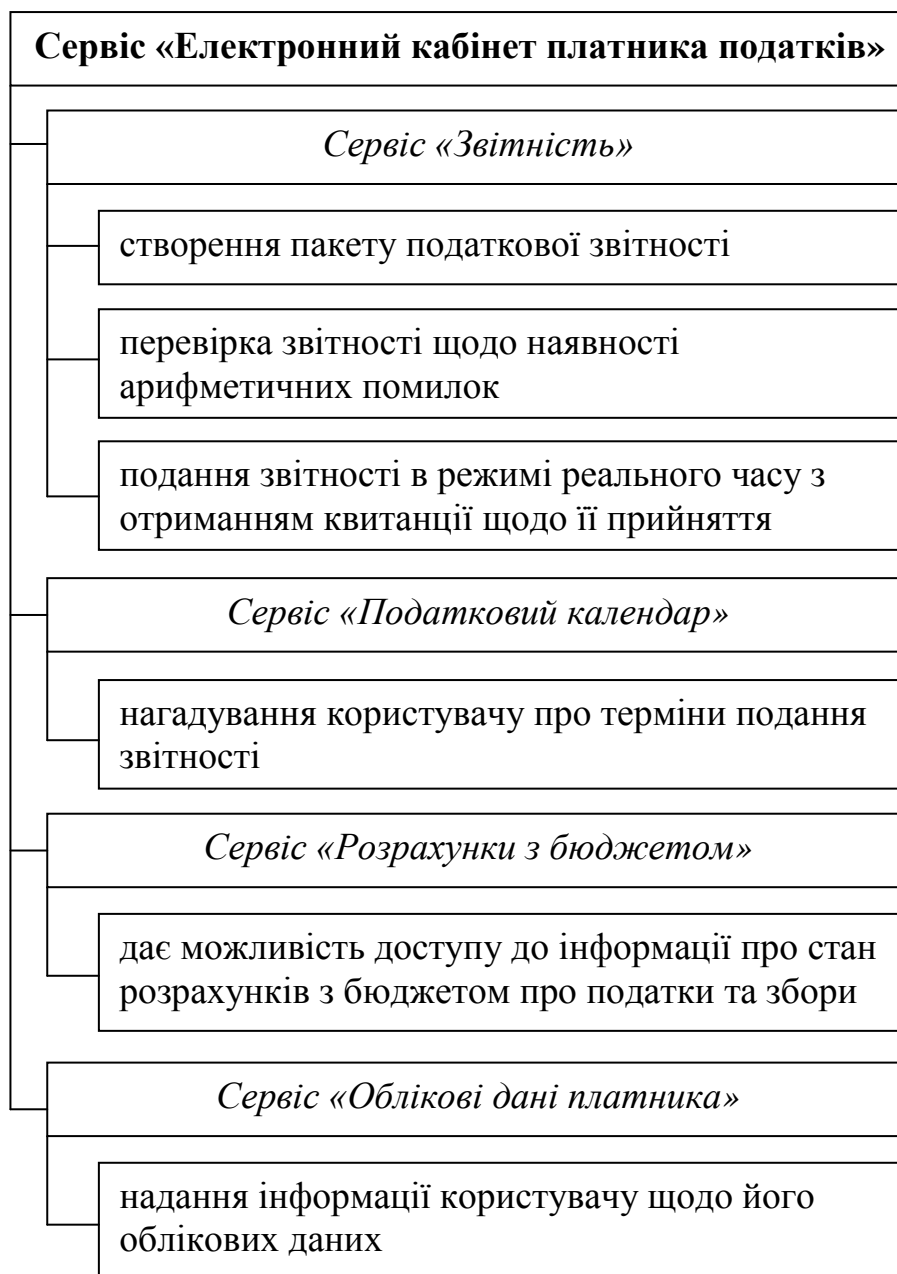 Сервіс «Електронний кабінет платника податків»
Сервіс «Звітність»
створення пакету податкової звітності
перевірка звітності щодо наявності
арифметичних помилок
подання звітності в режимі реального часу з
отриманням квитанції щодо її прийняття
Сервіс «Податковий календар»
нагадування користувачу про терміни подання
звітності
Сервіс «Розрахунки з бюджетом»
дає можливість доступу до інформації про стан
розрахунків з бюджетом про податки та збори
Сервіс «Облікові дані платника»
надання інформації користувачу щодо його
облікових даних